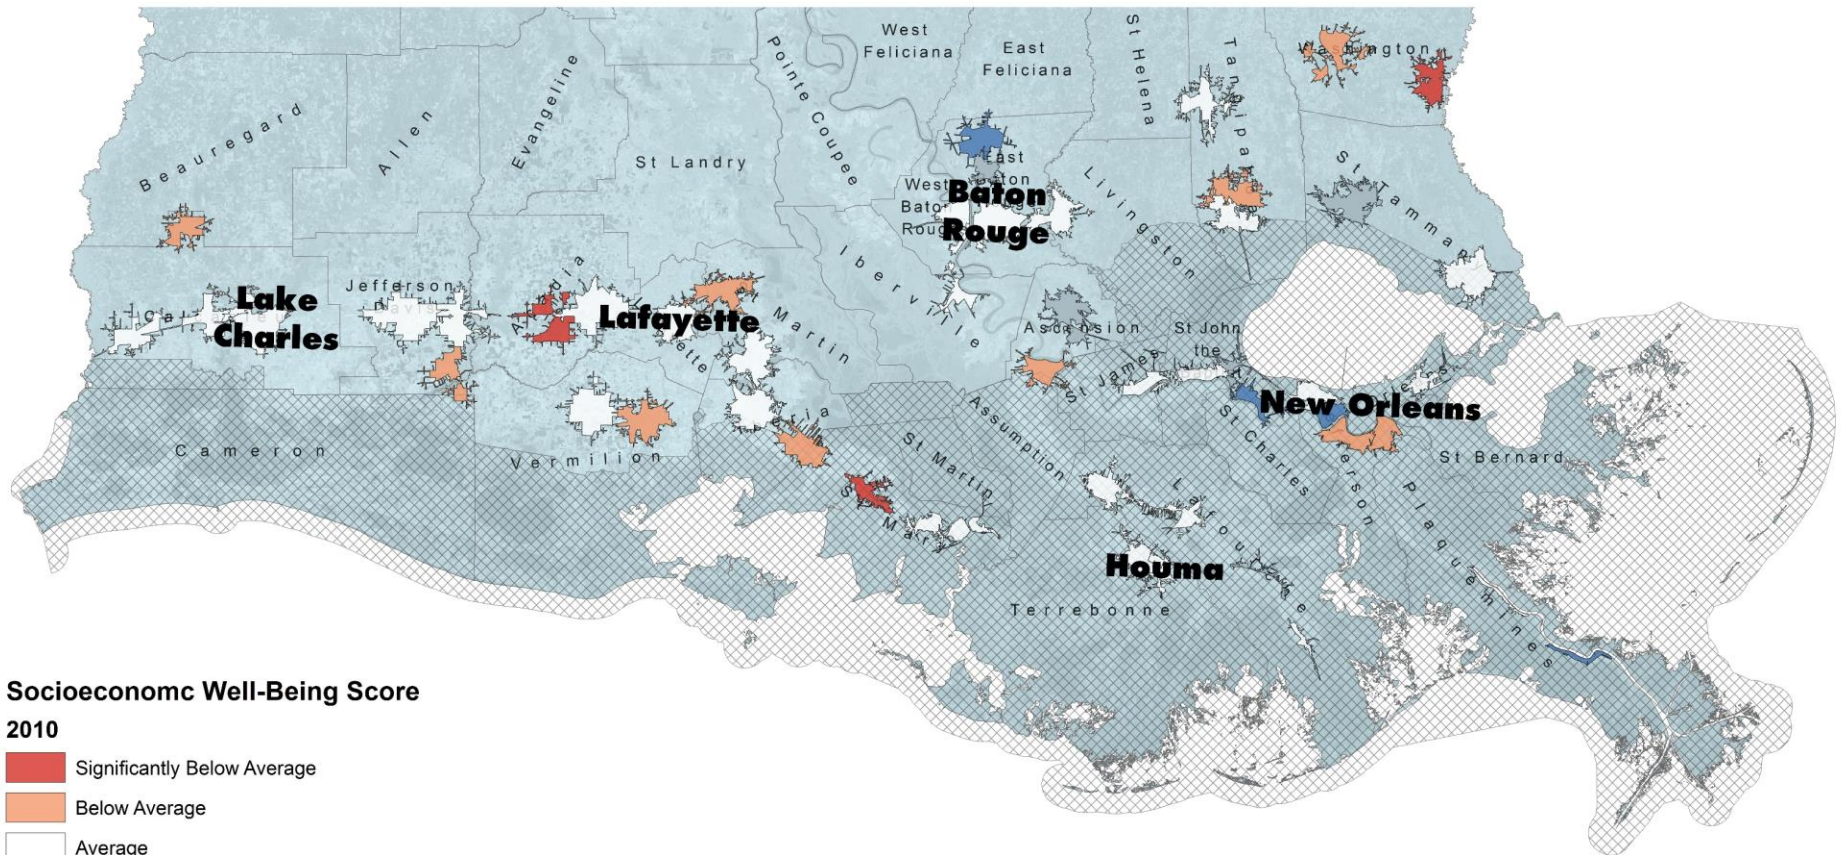 West
Feliciana
East
Feliciana
St Helena
Tangipahoa
Washington
Pointe Coupee
Evangeline
Allen
Beauregard
St Landry
East
West
Baton
Baton
Rouge
Livingston
St Tammany
Iberville
Jefferson
Davis
Lake
Charles
Lafayette
Martin
Ascension
St John
the
St James
New Orleans
Assumption
St Charles
St Bernard
Cameron
Vermilion
St Martin
St Mary
Lafourche
Plaquemines
Houma
Terrebonne
Socioeconomc Well-Being Score
2010
Significantly Below Average
Below Average
Average